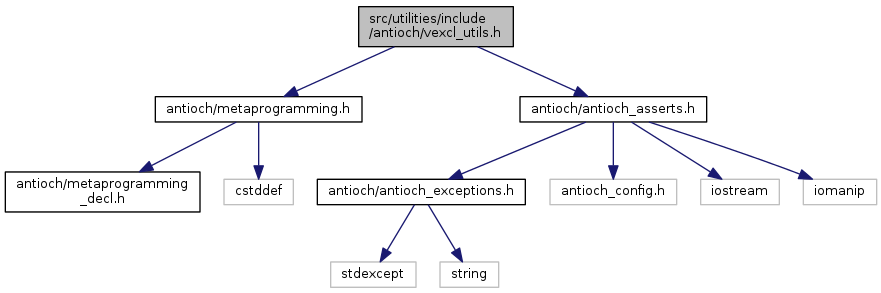 src/utilities/include
/antioch/vexcl_utils.h
antioch/metaprogramming.h
antioch/antioch_asserts.h
antioch/metaprogramming
_decl.h
cstddef
antioch/antioch_exceptions.h
antioch_config.h
iostream
iomanip
stdexcept
string